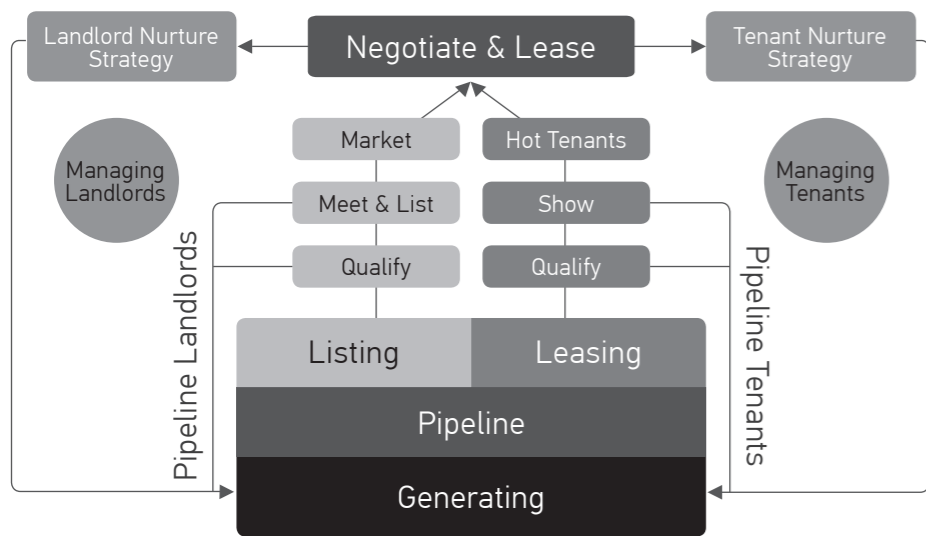 Landlord Nurture
Strategy
Negotiate & Lease
Tenant Nurture
Strategy
Market
Hot Tenants
Managing
Landlords
Managing
Tenants
Meet & List
Show
Qualify
Qualify
Pipeline Landlords
Pipeline Tenants
Listing
Leasing
Pipeline
Generating